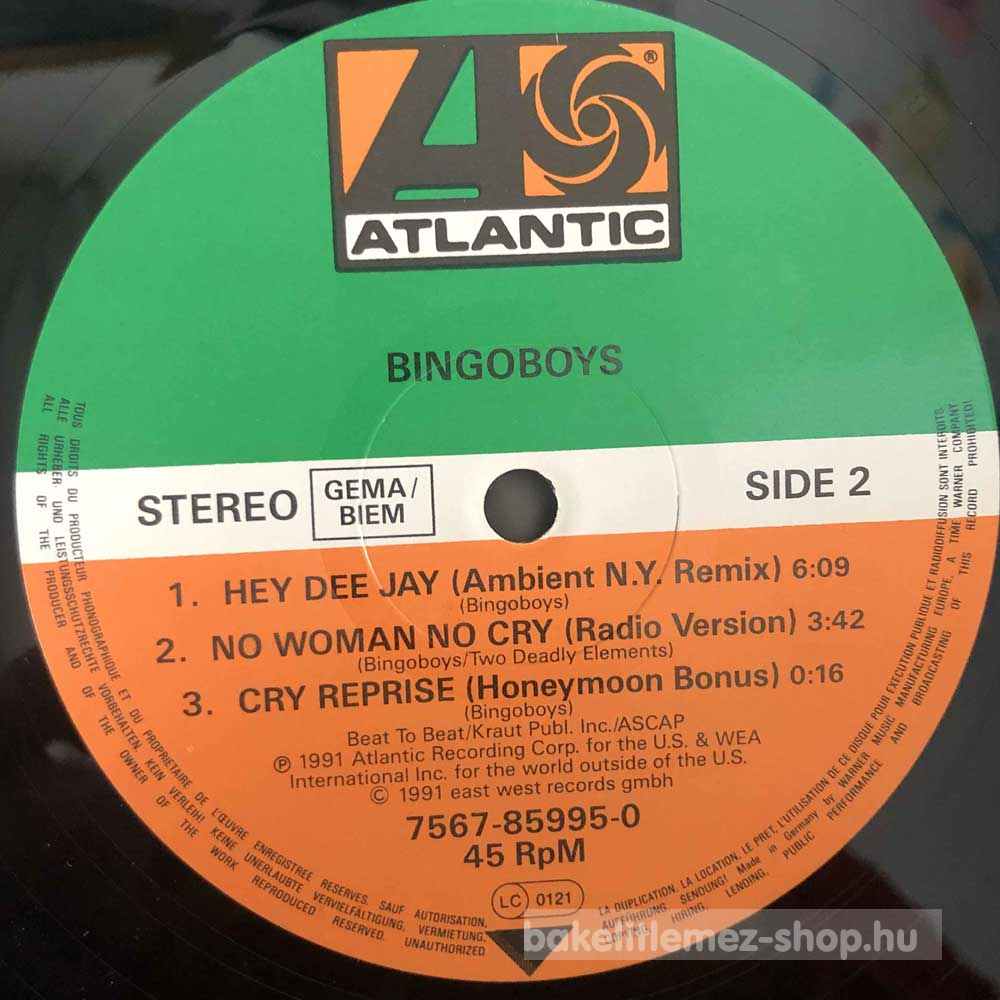 ®
ATLANTIC
BINGOBOYS
STEREO
GEMA/
BIEM
SIDE 2
1. HEY DEE JAY (Ambient N.Y. Remix) 6:09
(Bingoboys)
2. NO WOMAN NO CRY (Radio Version) 3:42
(Bingoboys/Two Deadly Elements)
3. CRY REPRISE (Honeymoon Bonus) 0:16
(Bingoboys)
Beat To Beat/Kraut Publ. Inc./ASCAP
℗ 1991 Atlantic Recording Corp. for the U.S. & WEA
International Inc. for the world outside of the U.S.
© 1991 east west records gmbh
7567-85995-0
45 RpM
LC 0121
TOUS DROITS DU PRODUCTEUR PHONOGRAPHIQUE ET DU PROPRIETAIRE DE L'ŒUVRE ENREGISTREE RESERVES. SAUF AUTORISATION,
ALLE URHEBER UND LEISTUNGSSCHUTZRECHTE VORBEHALTEN. KEIN VERLEIH! KEINE UNERLAUBTE VERVIELFÄLTIGUNG, VERMIETUNG,
ALL RIGHTS OF THE PRODUCER AND OF THE OWNER OF THE WORK REPRODUCED RESERVED. UNAUTHORIZED
LA DUPLICATION, LA LOCATION, LE PRET, L'UTILISATION DE CE DISQUE POUR EXECUTION PUBLIQUE ET RADIODIFFUSION SONT INTERDITS.
AUFFÜHRUNG, SENDUNG! Made in Germany by WARNER MUSIC MANUFACTURING EUROPE, A TIME WARNER COMPANY
COPYING, HIRING, LENDING, PUBLIC PERFORMANCE AND BROADCASTING OF THIS RECORD PROHIBITED!
bakelitlemez-shop.hu